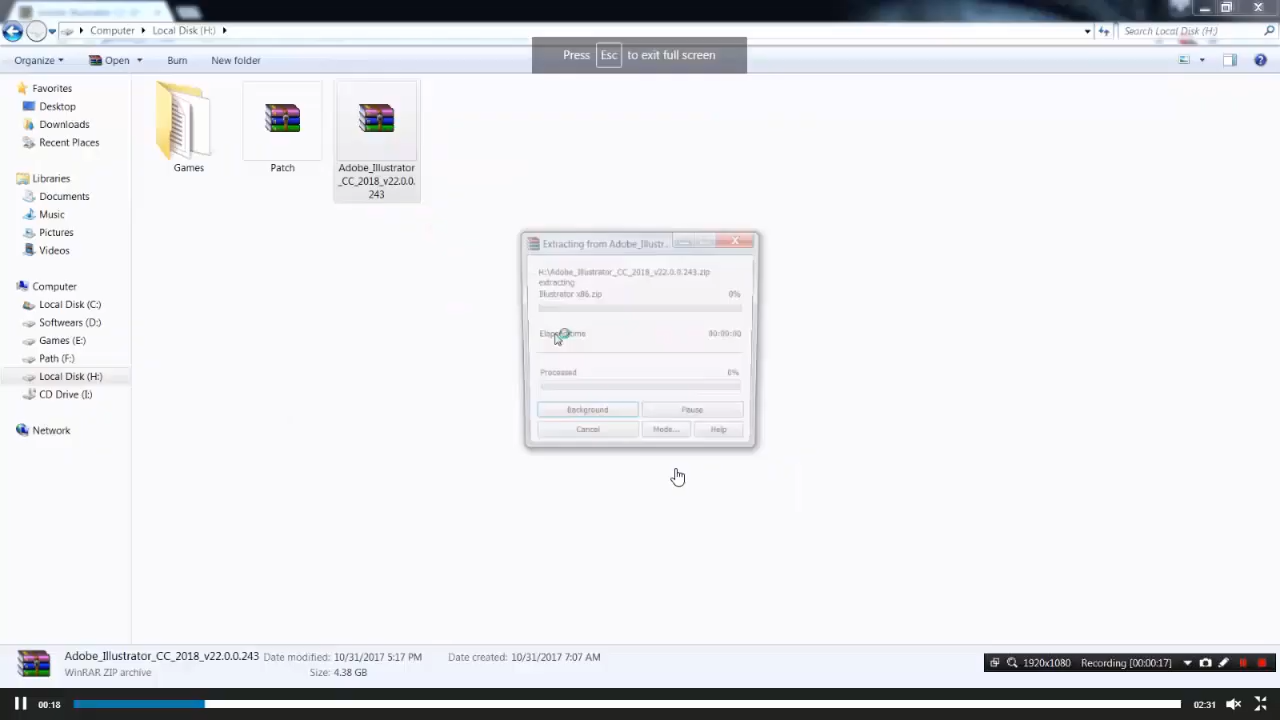 Computer
Local Disk (H:)
Search Local Disk (H:)
Press Esc to exit full screen
Organize
Open
Burn
New folder
Favorites
Desktop
Downloads
Recent Places
Libraries
Documents
Music
Pictures
Videos
Computer
Local Disk (C:)
Softwears (D:)
Games (E:)
Path (F:)
Local Disk (H:)
CD Drive (I:)
Network
Games
Patch
Adobe_Illustrator
_CC_2018_v22.0.0.
243
Extracting from Adobe_Illustr...
H:\Adobe_Illustrator_CC_2018_v22.0.0.243.zip
extracting
Illustrator x86.zip 0%
Elapsed time 00:00:00
Processed 0%
Background
Pause
Cancel
Mode...
Help
Adobe_Illustrator_CC_2018_v22.0.0.243 Date modified: 10/31/2017 5:17 PM Date created: 10/31/2017 7:07 AM
WinRAR ZIP archive Size: 4.38 GB
1920x1080 Recording [00:00:17]
00:18
02:31